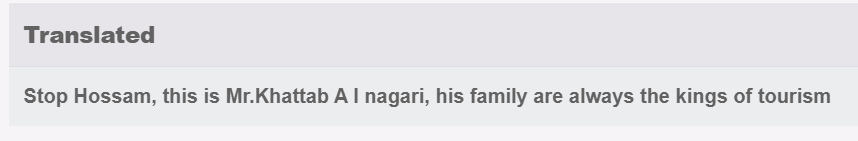 Translated
Stop Hossam, this is Mr.Khattab A l nagari, his family are always the kings of tourism